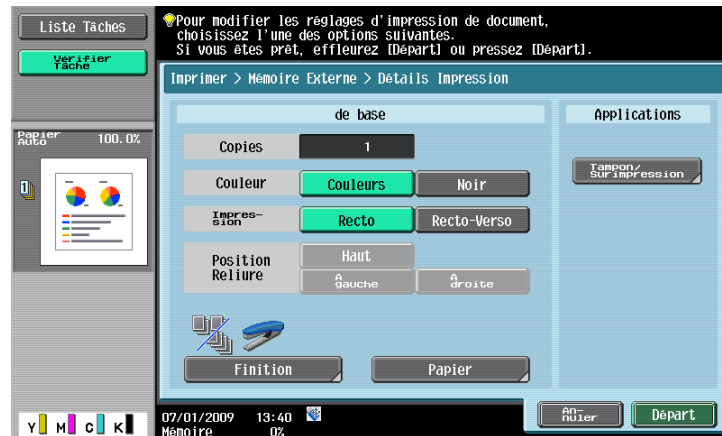 Liste Tâches
Vérifier
Tâche
Pour modifier les réglages d'impression de document,
choisissez l'une des options suivantes.
Si vous êtes prêt, effleurez [Départ] ou pressez [Départ].
Imprimer > Mémoire Externe > Détails Impression
Papier
Auto
100.0%
1
de base
Applications
Copies
1
Tampon/
Surimpression
Couleur
Couleurs
Noir
Impres-
sion
Recto
Recto-Verso
Position
Reliure
Haut
A
gauche
A
droite
Finition
Papier
Y M C K
07/01/2009 13:40
Mémoire 0%
An-
nuler
Départ